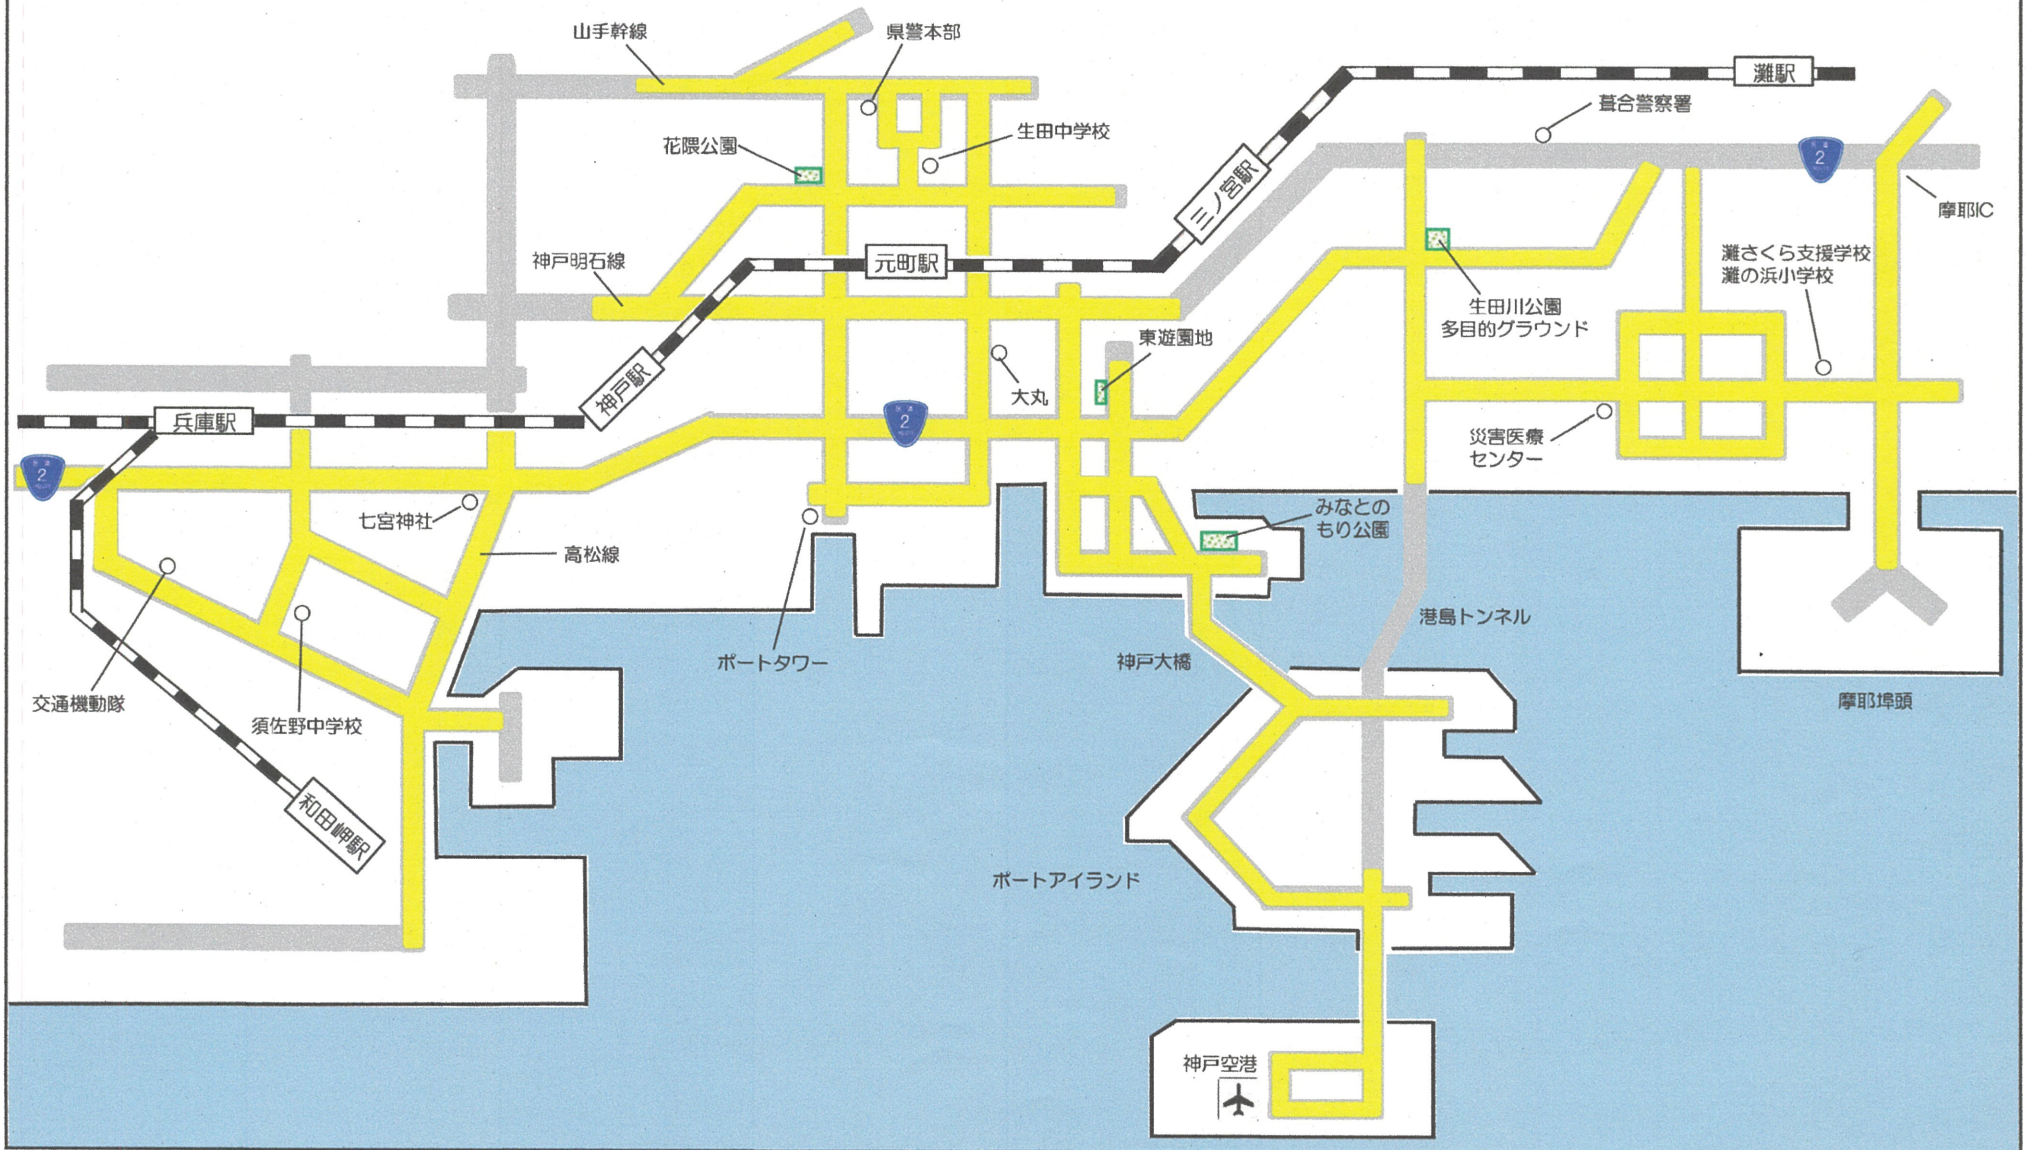 山手幹線
県警本部
灘駅
葺合警察署
生田中学校
花隈公園
2
三ノ宮駅
摩耶IC
神戸明石線
元町駅
灘さくら支援学校
灘の浜小学校
生田川公園
多目的グラウンド
東遊園地
神戸駅
大丸
兵庫駅
2
災害医療
センター
2
七宮神社
みなとの
もり公園
高松線
港島トンネル
ポートタワー
神戸大橋
交通機動隊
須佐野中学校
摩耶埠頭
和田岬駅
ポートアイランド
神戸空港